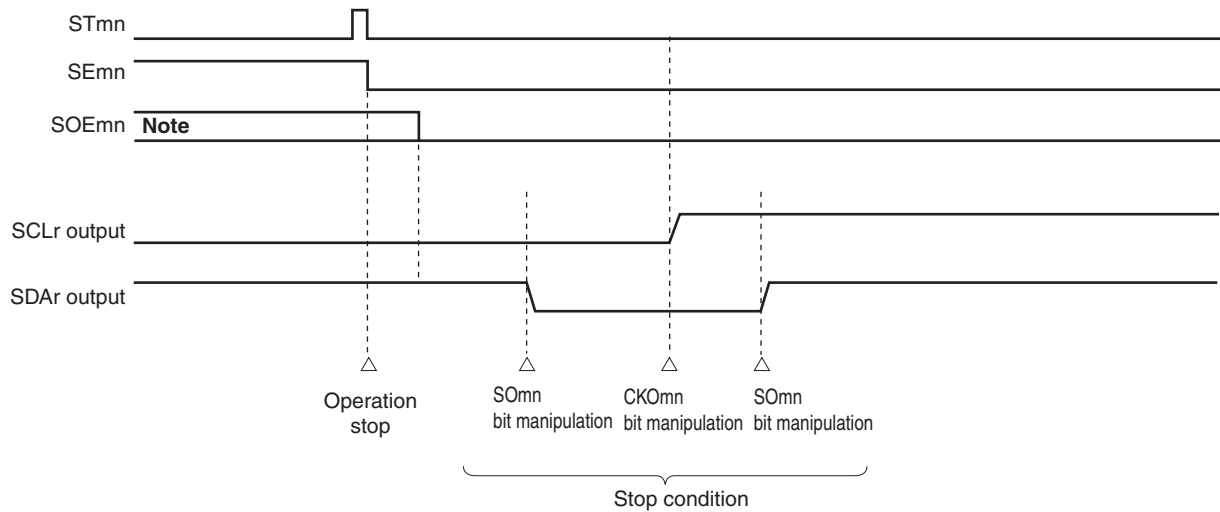 STmn
SEmn
SOEmn Note
SCLr output
SDAr output
Operation
stop
SOmn
bit manipulation
CKOmn
bit manipulation
SOmn
bit manipulation
Stop condition